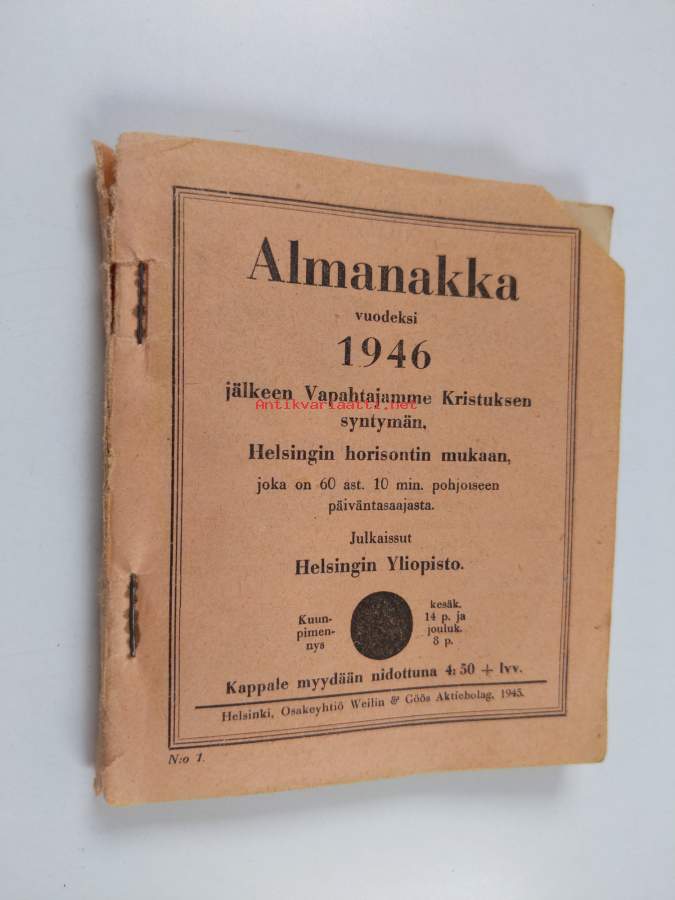 Almanakka
vuodeksi
1946
jälkeen Vapahtajamme Kristuksen
Antikvariaatti.net
syntymän,
Helsingin horisontin mukaan,
joka on 60 ast. 10 min. pohjoiseen
päiväntasaajasta.
Julkaissut
Helsingin Yliopisto.
Kuun-
pimen-
nys
kesäk.
14 p. ja
jouluk.
8 p.
Kappale myydään nidottuna 4:50 + lvv.
Helsinki, Osakeyhtiö Weilin & Göös Aktiebolag, 1945.
N:o 1.